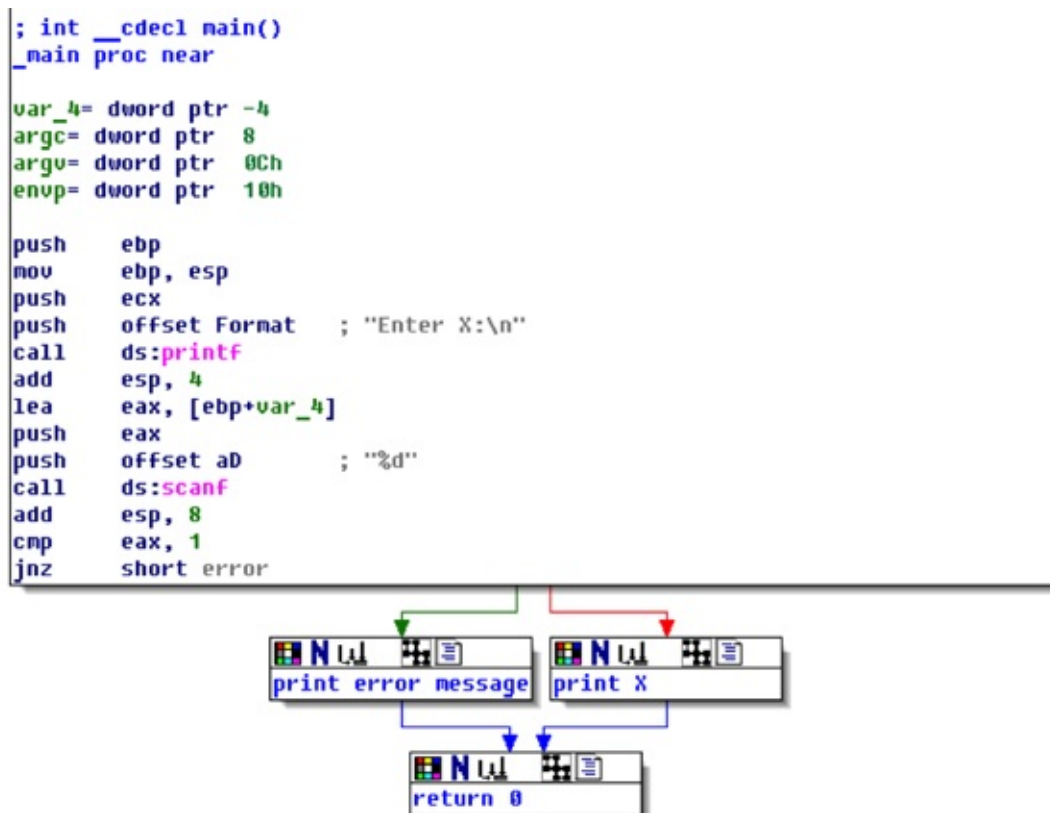 ; int __cdecl main()
_main proc near
var_4= dword ptr -4
argc= dword ptr  8
argv= dword ptr  0Ch
envp= dword ptr  10h
push    ebp
mov     ebp, esp
push    ecx
push    offset Format   ; "Enter X:\n"
call    ds:printf
add     esp, 4
lea     eax, [ebp+var_4]
push    eax
push    offset aD       ; "%d"
call    ds:scanf
add     esp, 8
cmp     eax, 1
jnz     short error
print error message
print X
return 0